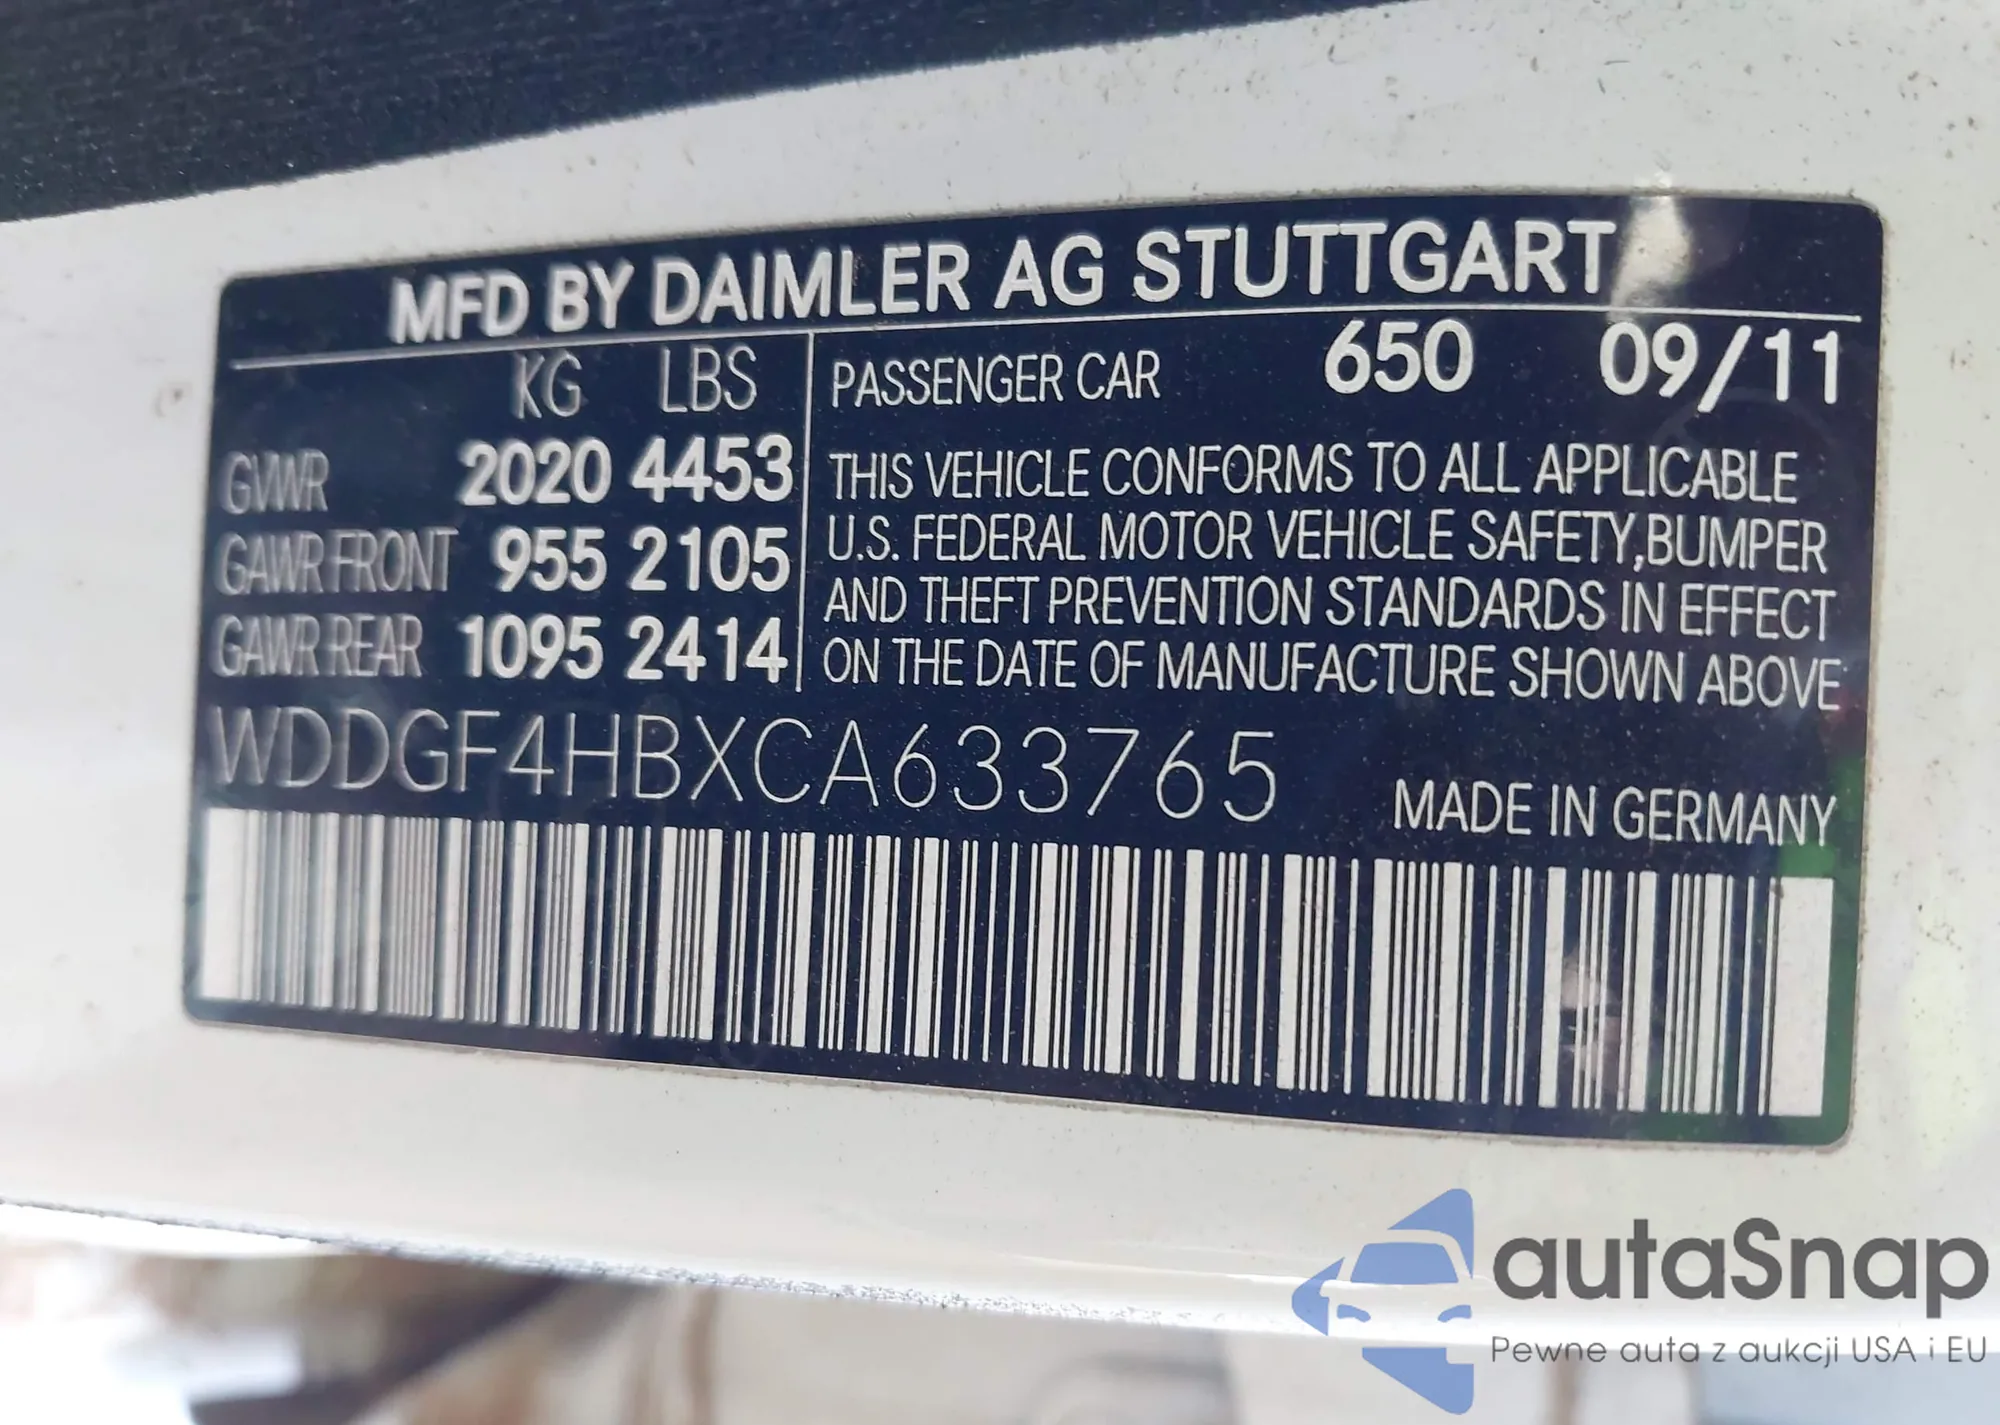 MFD BY DAIMLER AG STUTTGART
KG LBS
GVWR 2020 4453
GAWR FRONT 955 2105
GAWR REAR 1095 2414
PASSENGER CAR 650 09/11
THIS VEHICLE CONFORMS TO ALL APPLICABLE
U.S. FEDERAL MOTOR VEHICLE SAFETY,BUMPER
AND THEFT PREVENTION STANDARDS IN EFFECT
ON THE DATE OF MANUFACTURE SHOWN ABOVE
WDDGF4HBXCA633765
MADE IN GERMANY
autaSnap
Pewne auta z aukcji USA i EU